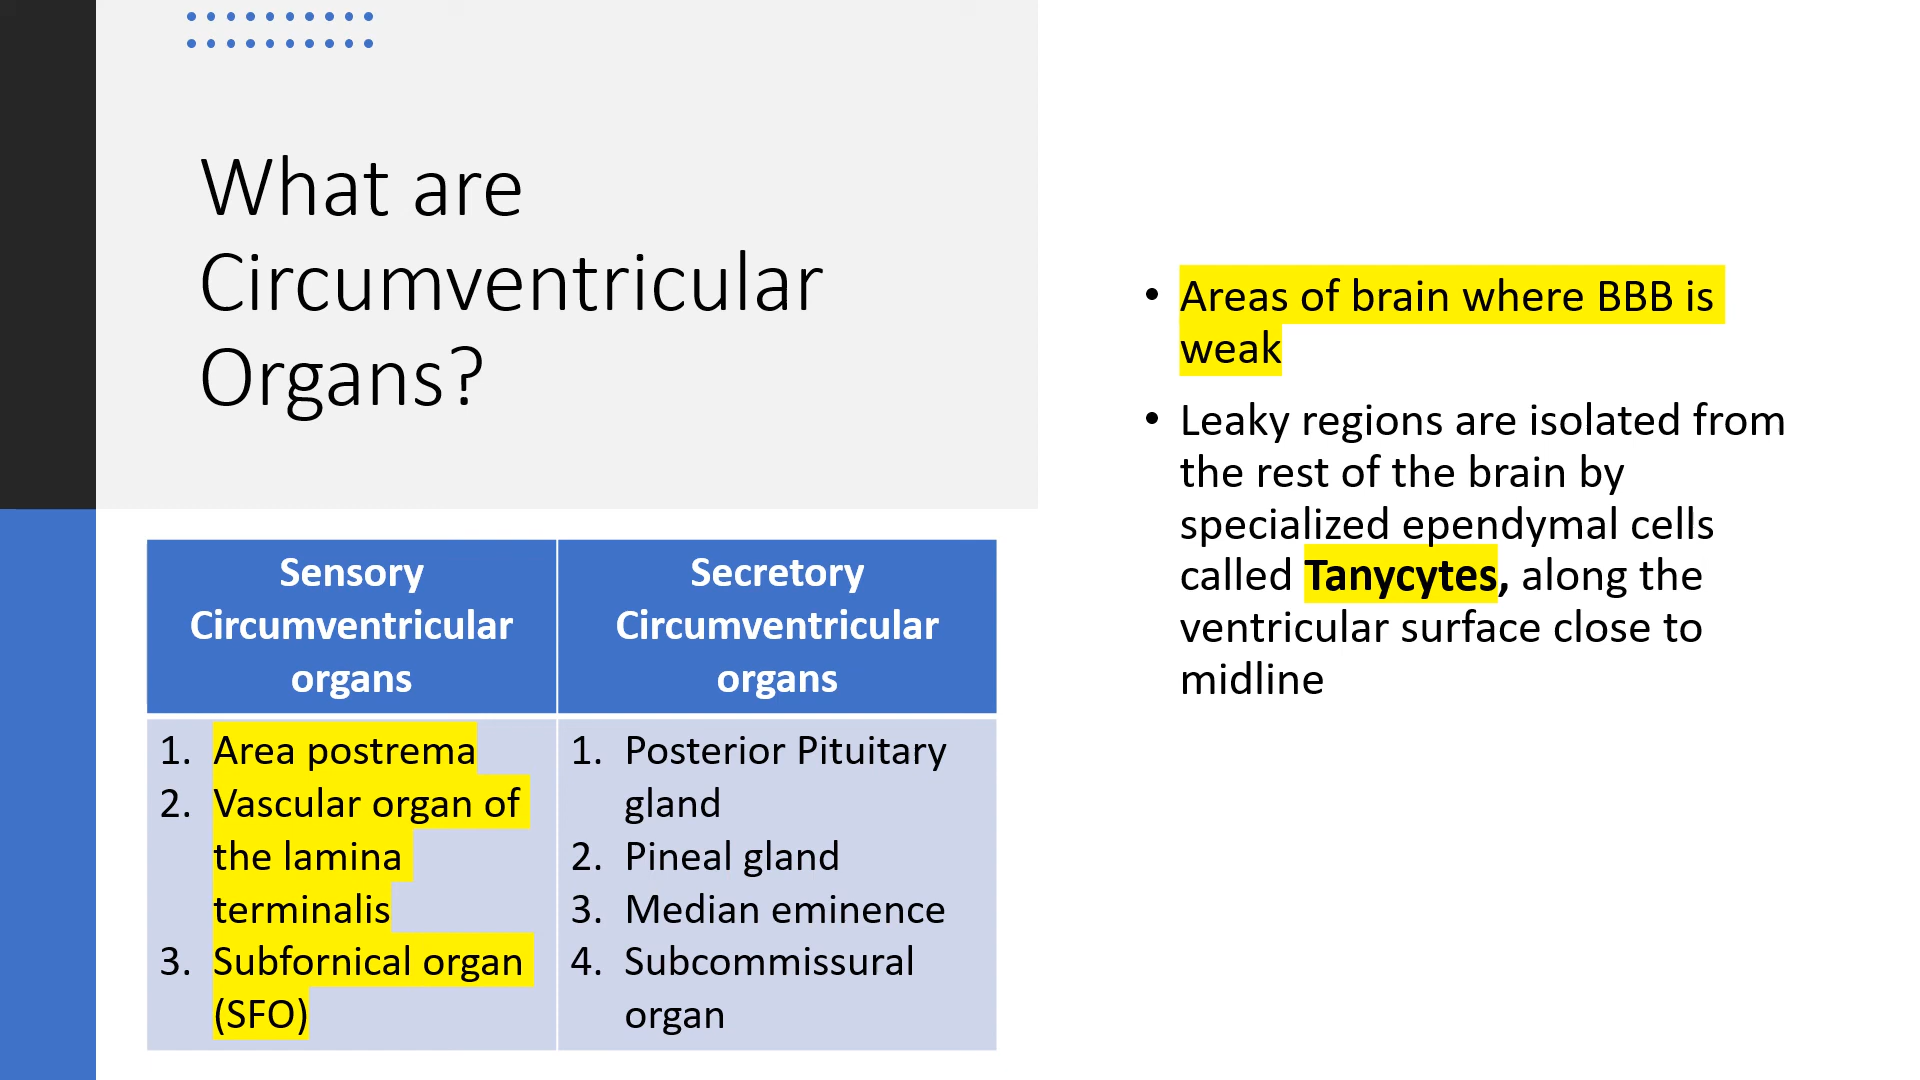 What are
Circumventricular
Organs?
Sensory
Circumventricular
organs
Secretory
Circumventricular
organs
1. Area postrema
2. Vascular organ of
the lamina
terminalis
3. Subfornical organ
(SFO)
1. Posterior Pituitary
gland
2. Pineal gland
3. Median eminence
4. Subcommissural
organ
• Areas of brain where BBB is
weak
• Leaky regions are isolated from
the rest of the brain by
specialized ependymal cells
called Tanycytes, along the
ventricular surface close to
midline